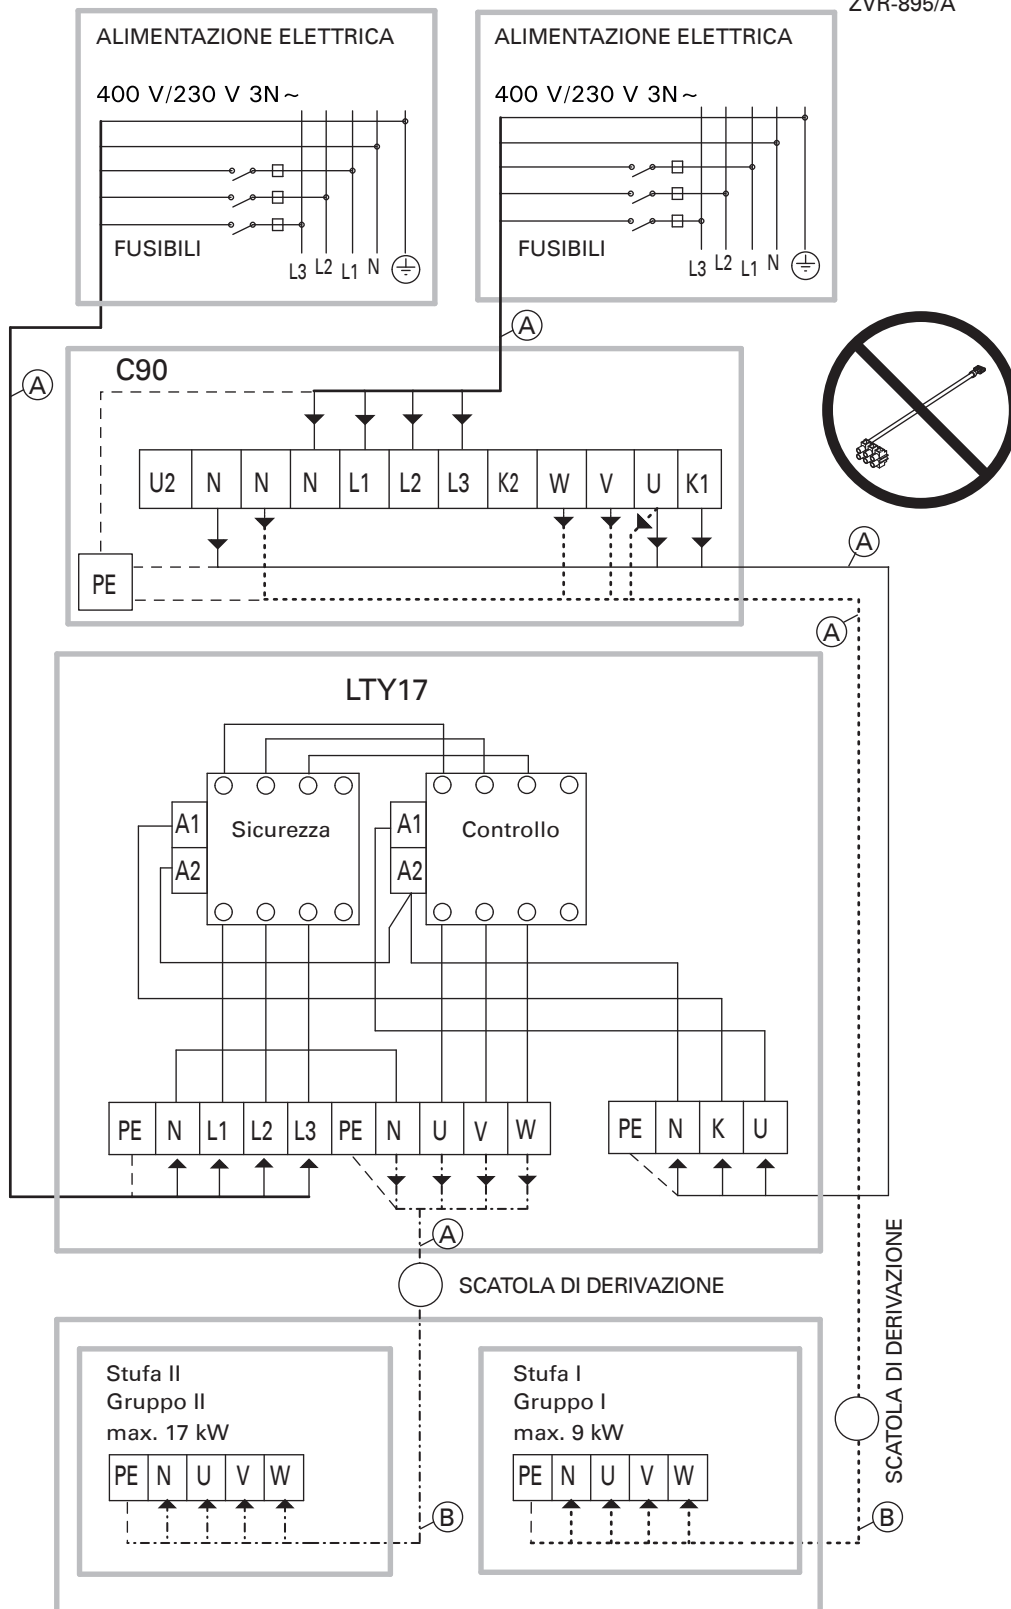 ZVR-895/A
ALIMENTAZIONE ELETTRICA
400 V/230 V 3N~
FUSIBILI
L3 L2 L1 N
ALIMENTAZIONE ELETTRICA
400 V/230 V 3N~
FUSIBILI
L3 L2 L1 N
A
A
C90
U2 N N N L1 L2 L3 K2 W V U K1
A
PE
A
LTY17
A1 Sicurezza
A2
A1 Controllo
A2
PE N L1 L2 L3 PE N U V W
PE N K U
A
SCATOLA DI DERIVAZIONE
SCATOLA DI DERIVAZIONE
Stufa II
Gruppo II
max. 17 kW
PE N U V W
B
Stufa I
Gruppo I
max. 9 kW
PE N U V W
B